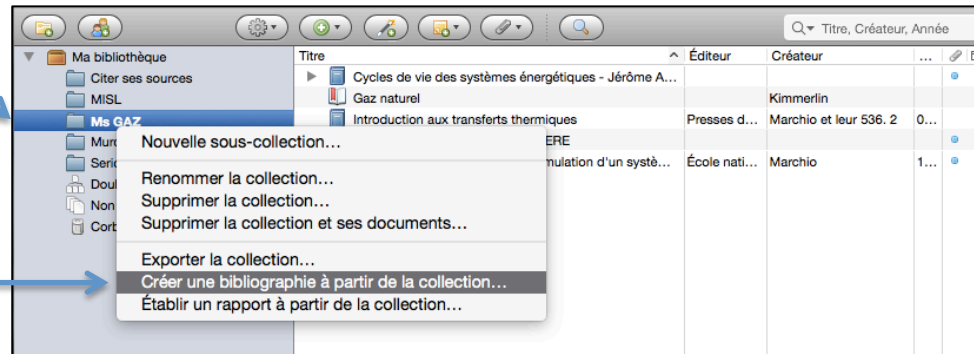 Titre, Créateur, Année
Ma bibliothèque
Titre Éditeur Créateur ...
Citer ses sources
Cycles de vie des systèmes énergétiques - Jérôme A...
MISL
Gaz naturel Kimmerlin
Ms GAZ
Introduction aux transferts thermiques Presses d... Marchio et leur 536. 2 0...
ERE
mulation d'un systè... École nati... Marchio 1...
Nouvelle sous-collection...
Renommer la collection...
Supprimer la collection...
Supprimer la collection et ses documents...
Exporter la collection...
Créer une bibliographie à partir de la collection...
Établir un rapport à partir de la collection...
Non